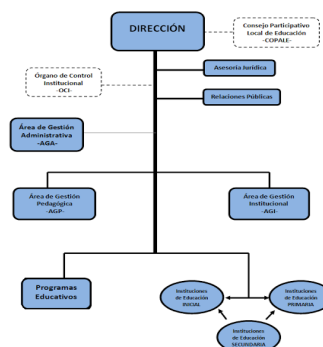 DIRECCIÓN
Consejo Participativo
Local de Educación
-COPALE-
Asesoría Jurídica
Órgano de Control
Institucional
-OCI-
Relaciones Públicas
Área de Gestión
Administrativa
-AGA-
Área de Gestión
Pedagógica
-AGP-
Área de Gestión
Institucional
-AGI-
Programas
Educativos
Instituciones
de Educación
INICIAL
Instituciones
de Educación
PRIMARIA
Instituciones
de Educación
SECUNDARIA